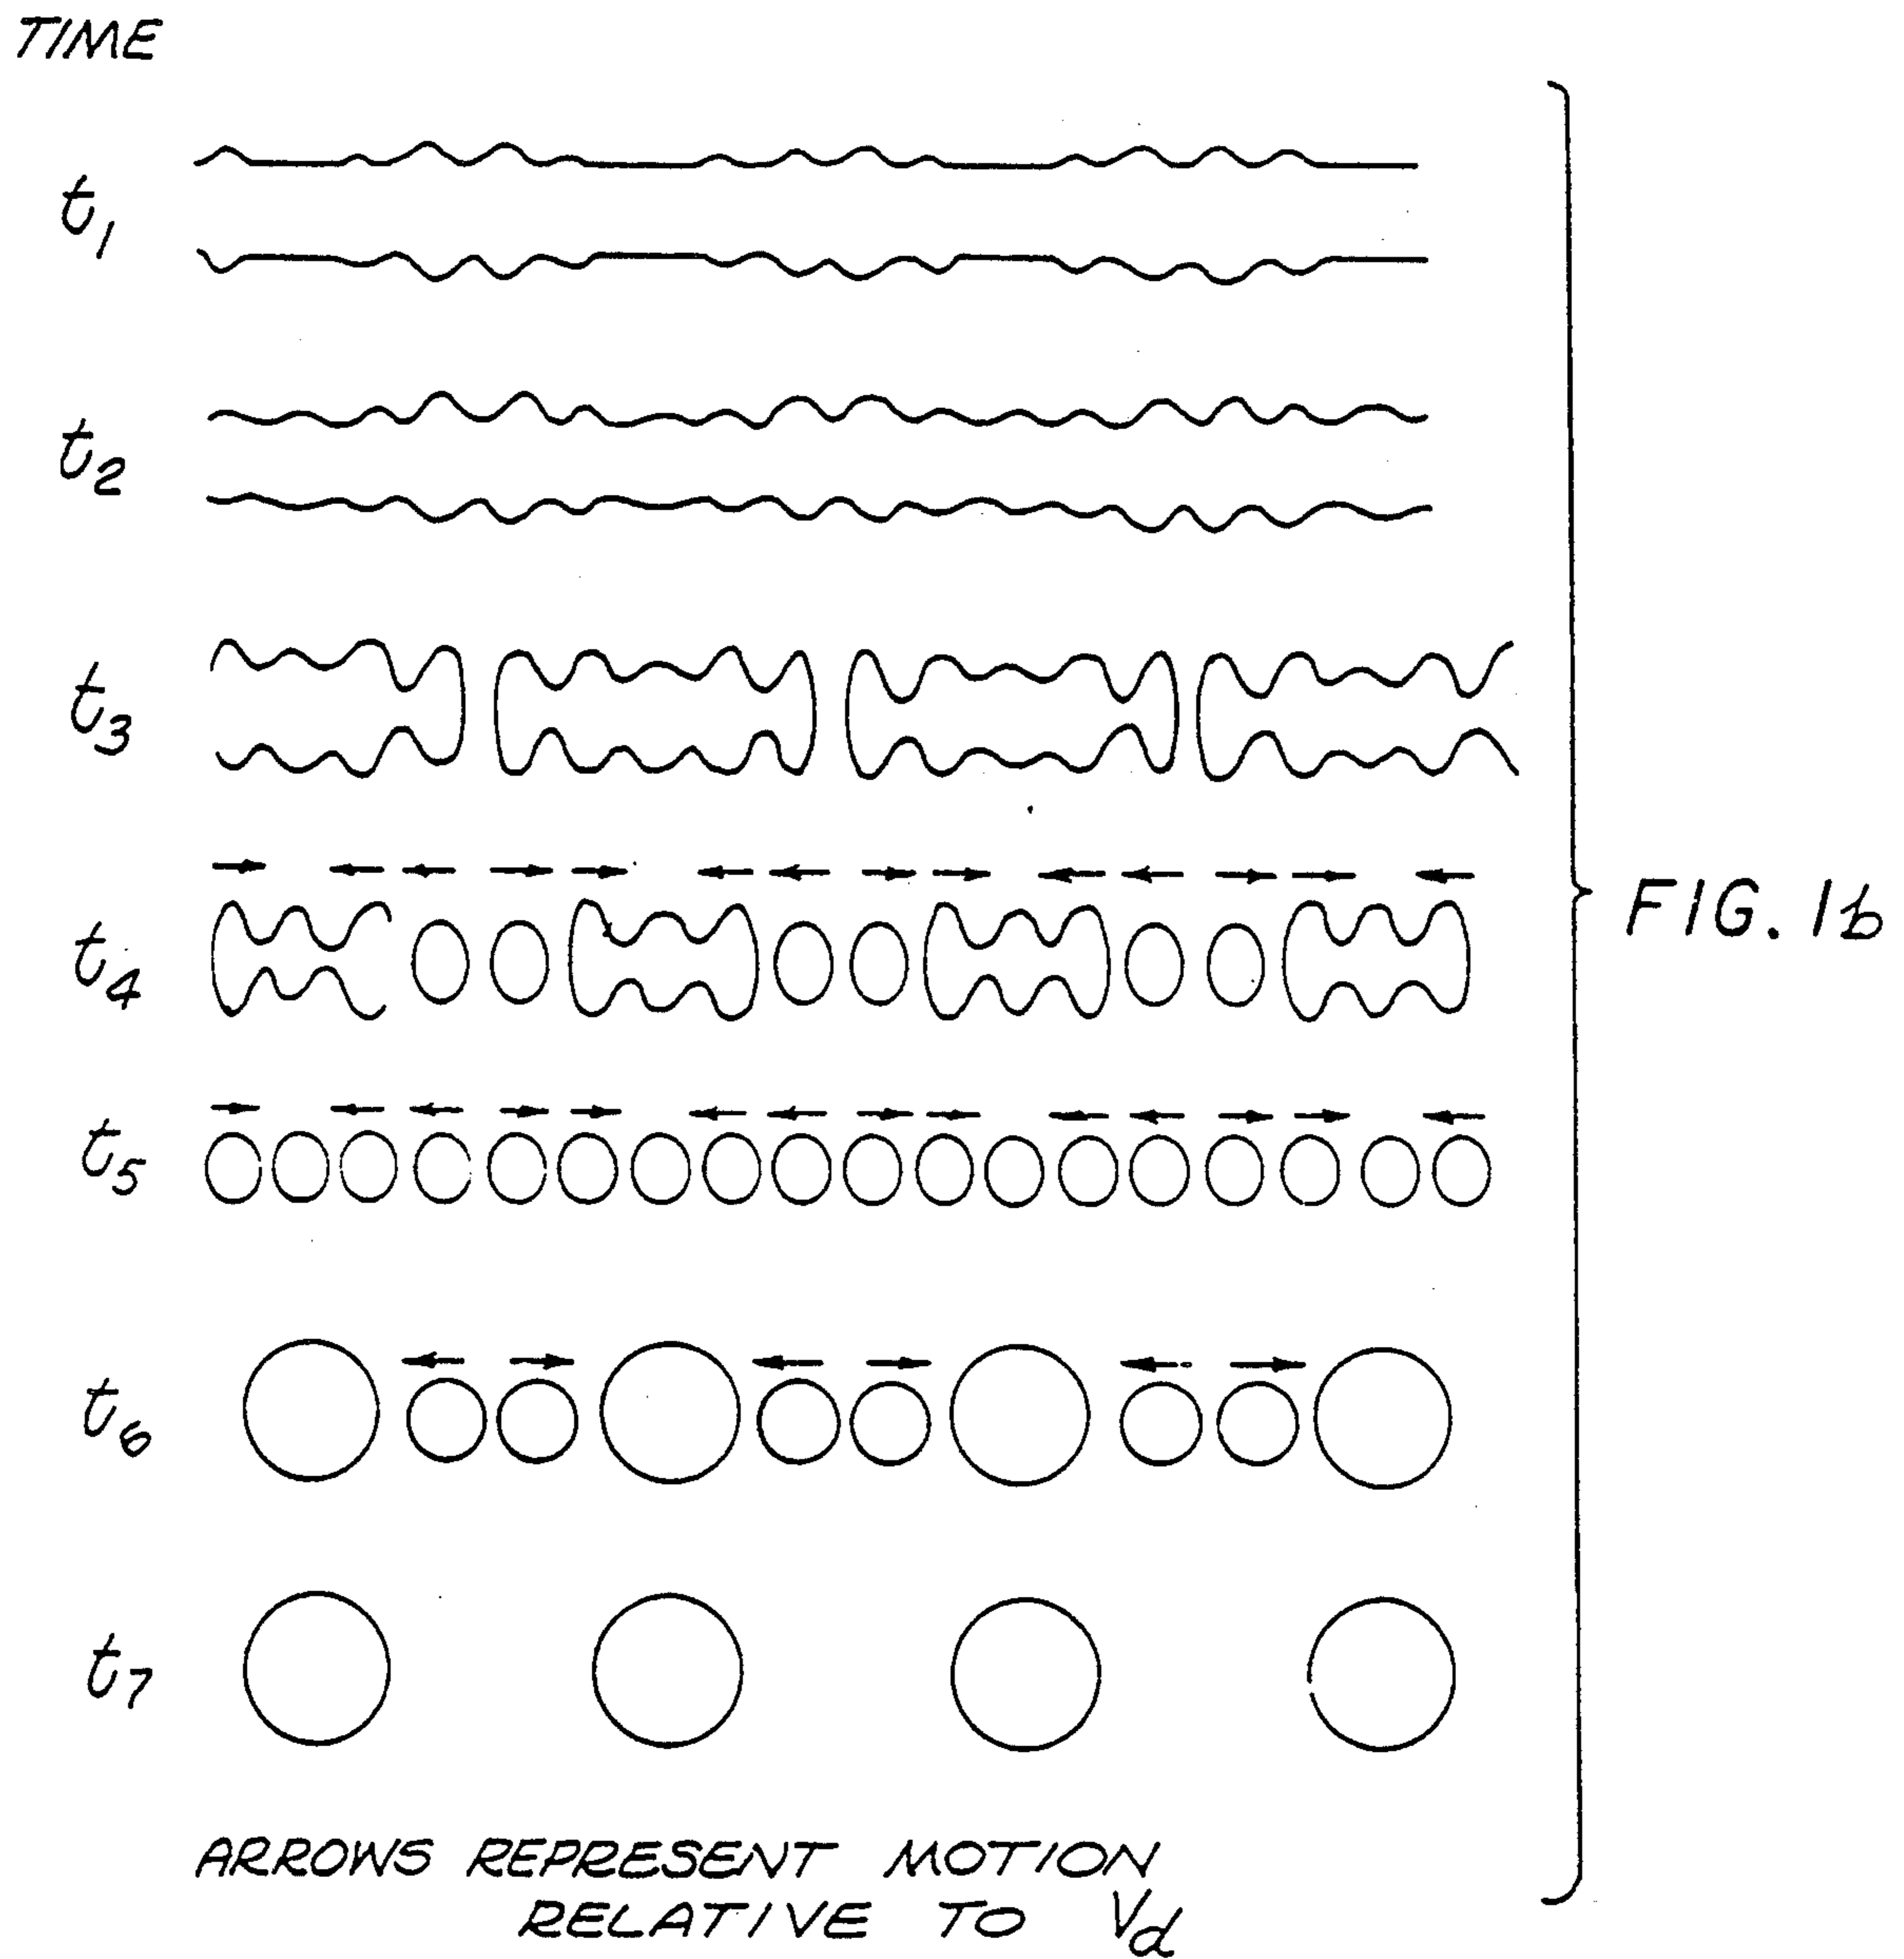 TIME
t1
t2
t3
t4
FIG. 1b
t5
t6
t7
ARROWS REPRESENT MOTION
RELATIVE TO Vd